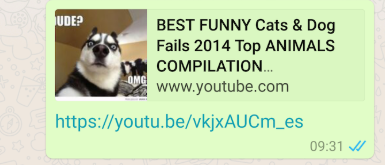 DUDE?
OMG
BEST FUNNY Cats & Dog
Fails 2014 Top ANIMALS
COMPILATION...
www.youtube.com
https://youtu.be/vkjxAUCm_es
09:31